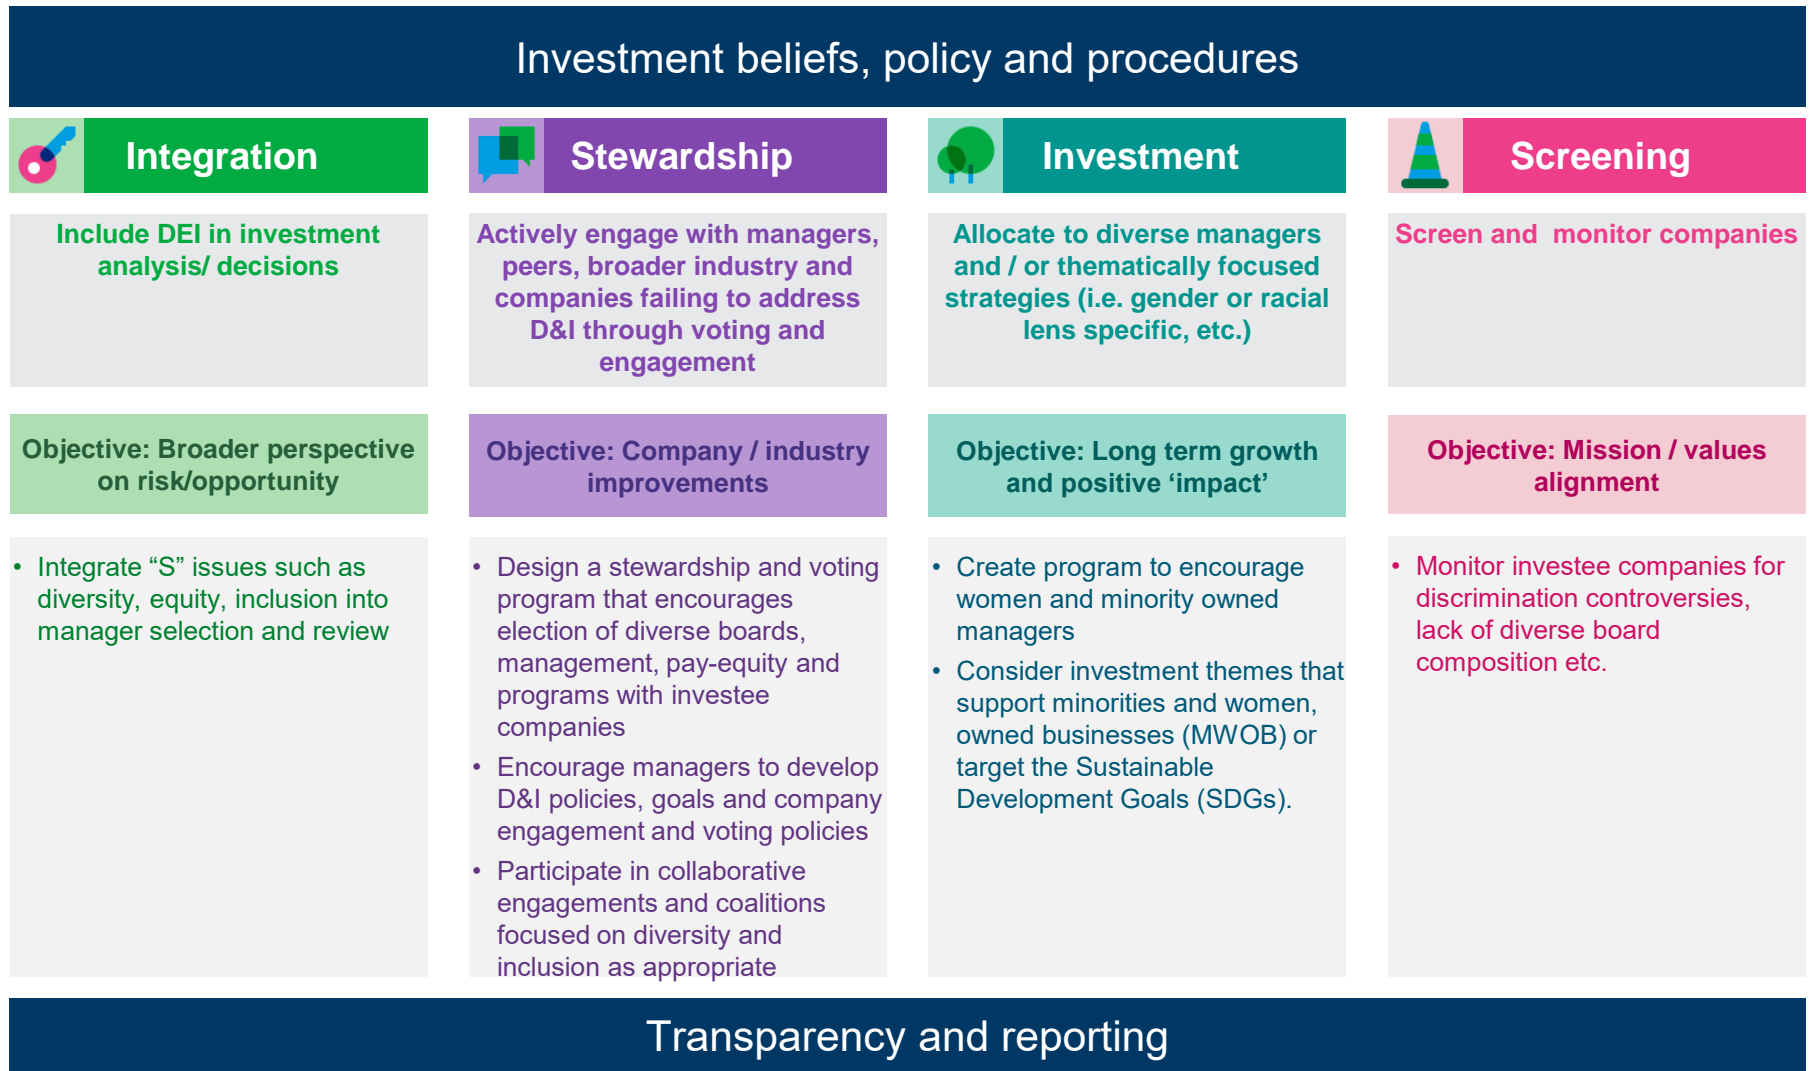 Investment beliefs, policy and procedures
Integration
Include DEI in investment
analysis/ decisions
Objective: Broader perspective
on risk/opportunity
• Integrate “S” issues such as
diversity, equity, inclusion into
manager selection and review
Stewardship
Actively engage with managers,
peers, broader industry and
companies failing to address
D&I through voting and
engagement
Objective: Company / industry
improvements
• Design a stewardship and voting
program that encourages
election of diverse boards,
management, pay-equity and
programs with investee
companies
• Encourage managers to develop
D&I policies, goals and company
engagement and voting policies
• Participate in collaborative
engagements and coalitions
focused on diversity and
inclusion as appropriate
Investment
Allocate to diverse managers
and / or thematically focused
strategies (i.e. gender or racial
lens specific, etc.)
Objective: Long term growth
and positive ‘impact’
• Create program to encourage
women and minority owned
managers
• Consider investment themes that
support minorities and women,
owned businesses (MWOB) or
target the Sustainable
Development Goals (SDGs).
Screening
Screen and  monitor companies
Objective: Mission / values
alignment
• Monitor investee companies for
discrimination controversies,
lack of diverse board
composition etc.
Transparency and reporting